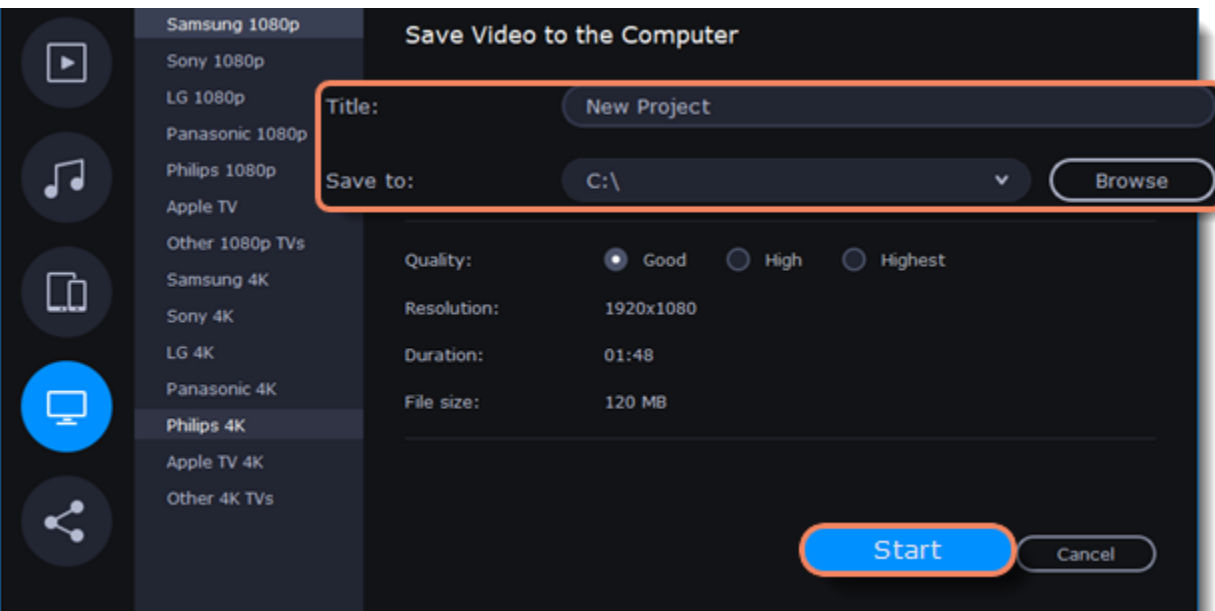 Samsung 1080p
Sony 1080p
LG 1080p
Panasonic 1080p
Philips 1080p
Apple TV
Other 1080p TVs
Samsung 4K
Sony 4K
LG 4K
Panasonic 4K
Philips 4K
Apple TV 4K
Other 4K TVs
Save Video to the Computer
Title: New Project
Save to: C:\ Browse
Quality: Good High Highest
Resolution: 1920x1080
Duration: 01:48
File size: 120 MB
Start Cancel